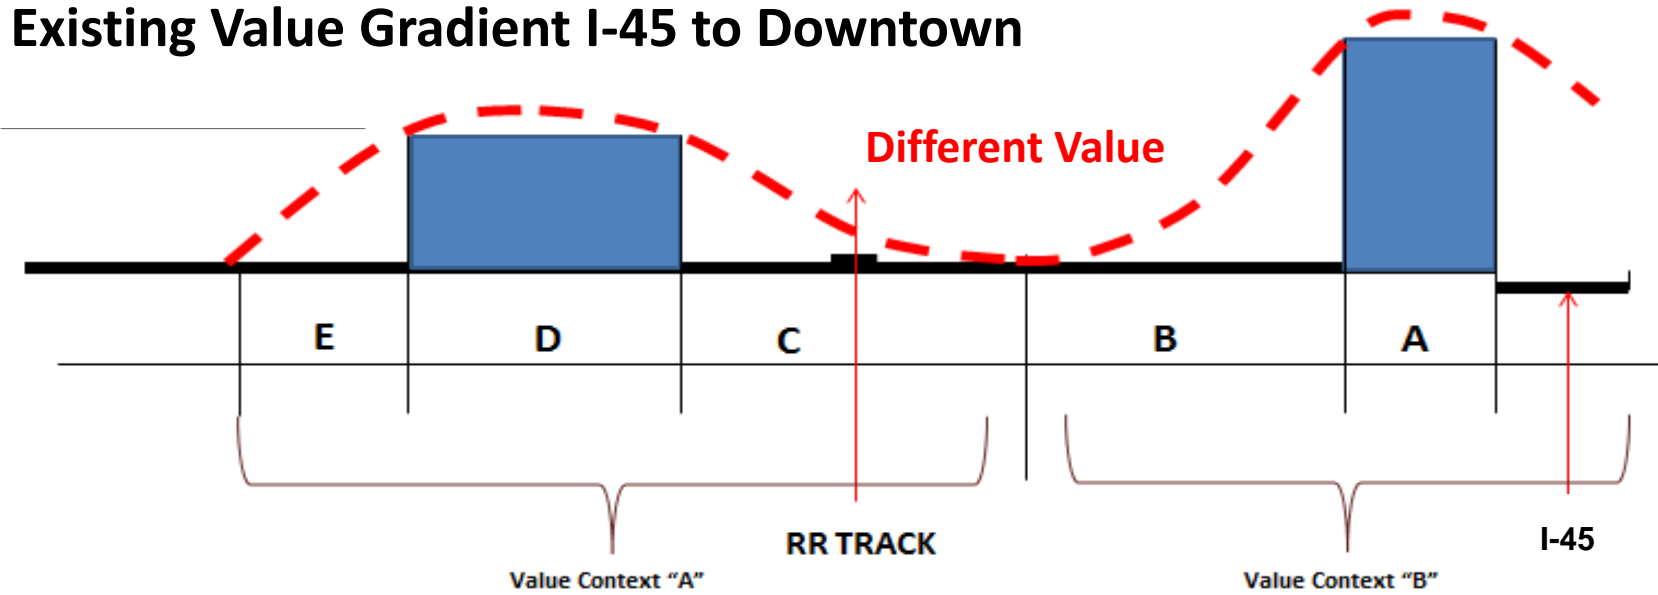 Existing Value Gradient I-45 to Downtown
Different Value
E
D
C
B
A
RR TRACK
I-45
Value Context “A”
Value Context “B”